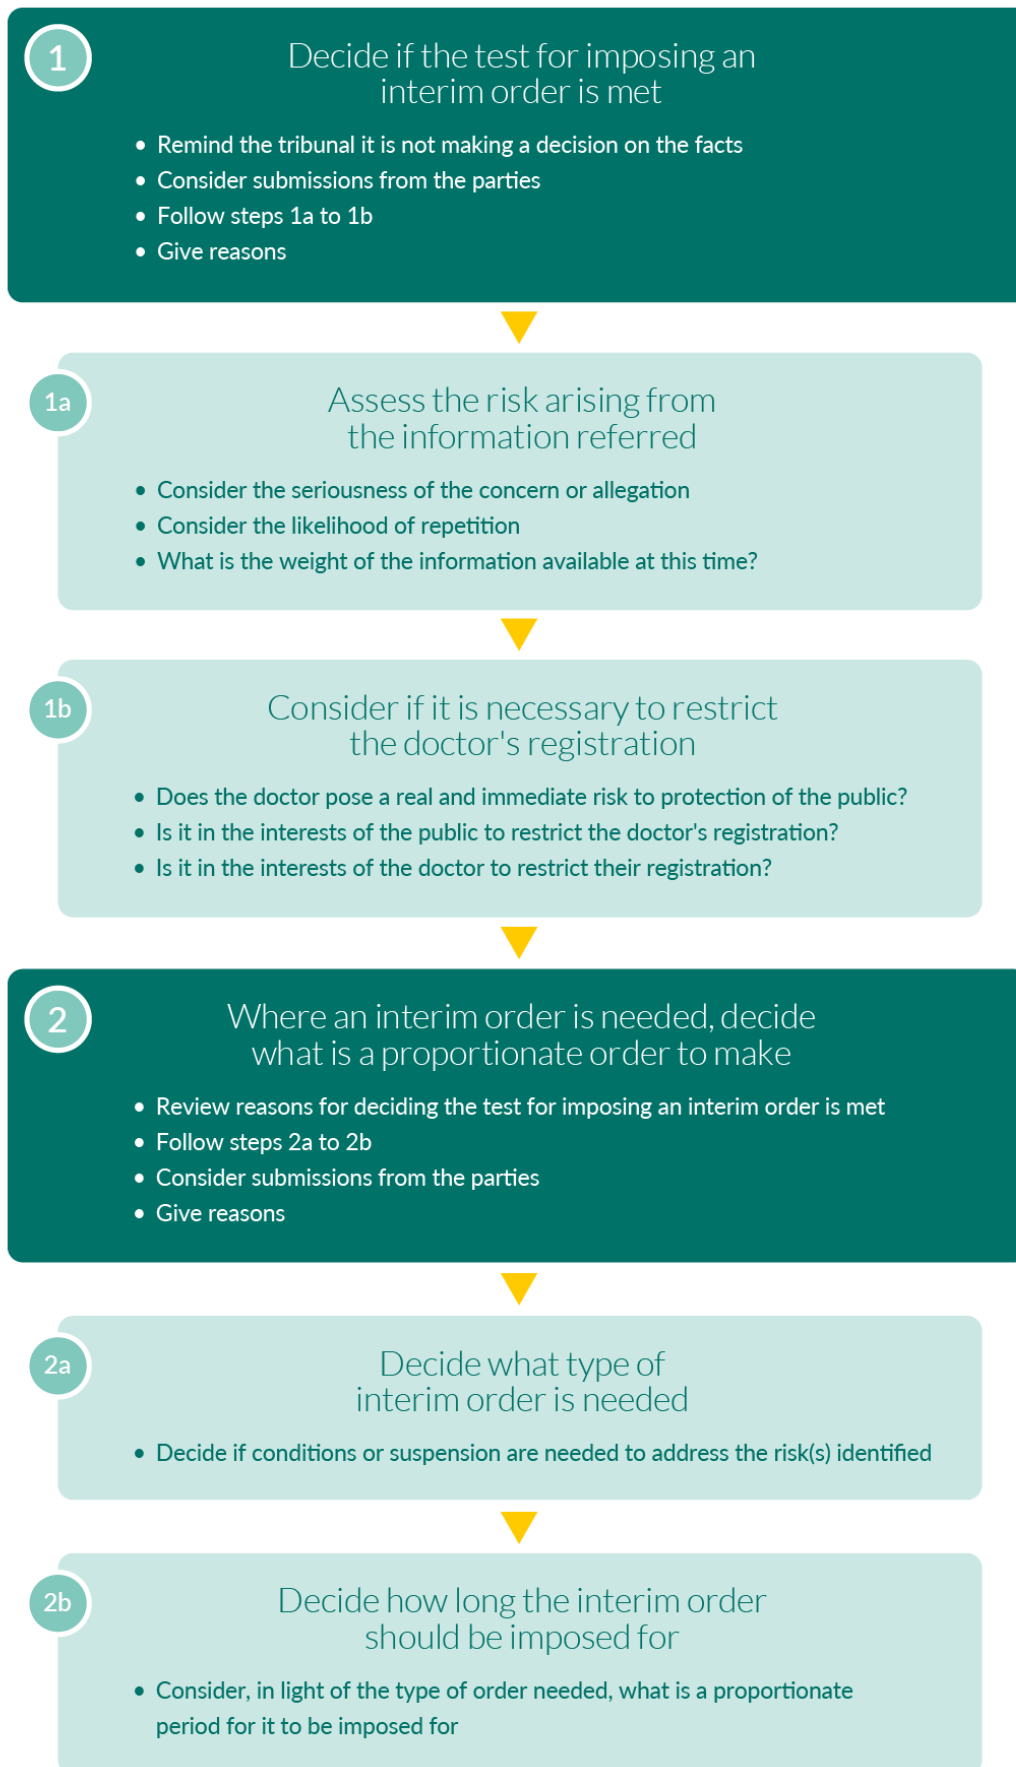 1
Decide if the test for imposing an
interim order is met
• Remind the tribunal it is not making a decision on the facts
• Consider submissions from the parties
• Follow steps 1a to 1b
• Give reasons
1a
Assess the risk arising from
the information referred
• Consider the seriousness of the concern or allegation
• Consider the likelihood of repetition
• What is the weight of the information available at this time?
1b
Consider if it is necessary to restrict
the doctor's registration
• Does the doctor pose a real and immediate risk to protection of the public?
• Is it in the interests of the public to restrict the doctor's registration?
• Is it in the interests of the doctor to restrict their registration?
2
Where an interim order is needed, decide
what is a proportionate order to make
• Review reasons for deciding the test for imposing an interim order is met
• Follow steps 2a to 2b
• Consider submissions from the parties
• Give reasons
2a
Decide what type of
interim order is needed
• Decide if conditions or suspension are needed to address the risk(s) identified
2b
Decide how long the interim order
should be imposed for
• Consider, in light of the type of order needed, what is a proportionate
period for it to be imposed for